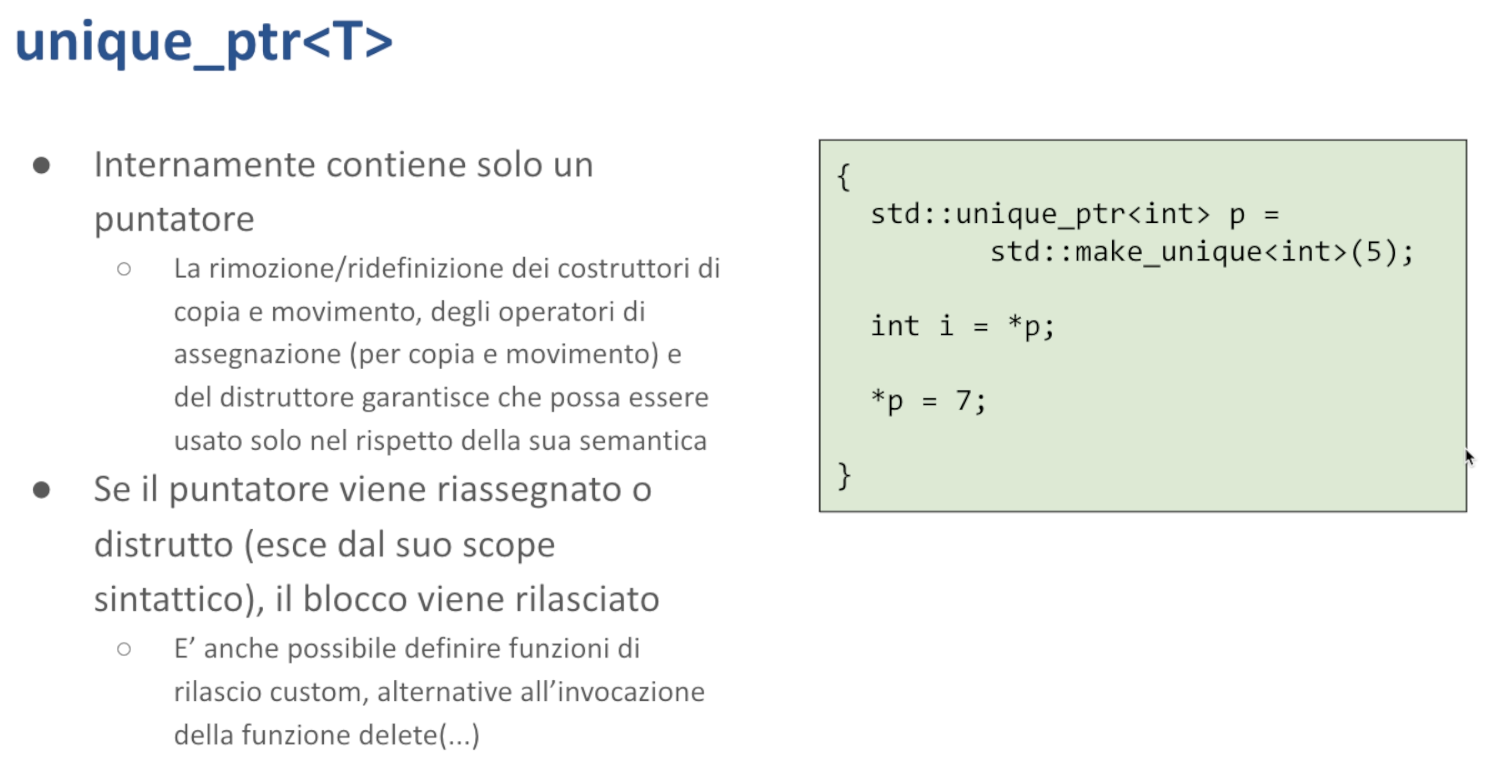 unique_ptr<T>
● Internamente contiene solo un
puntatore
○ La rimozione/ridefinizione dei costruttori di
copia e movimento, degli operatori di
assegnazione (per copia e movimento) e
del distruttore garantisce che possa essere
usato solo nel rispetto della sua semantica
● Se il puntatore viene riassegnato o
distrutto (esce dal suo scope
sintattico), il blocco viene rilasciato
○ E’ anche possibile definire funzioni di
rilascio custom, alternative all’invocazione
della funzione delete(...)
{
std::unique_ptr<int> p =
std::make_unique<int>(5);
int i = *p;
*p = 7;
}